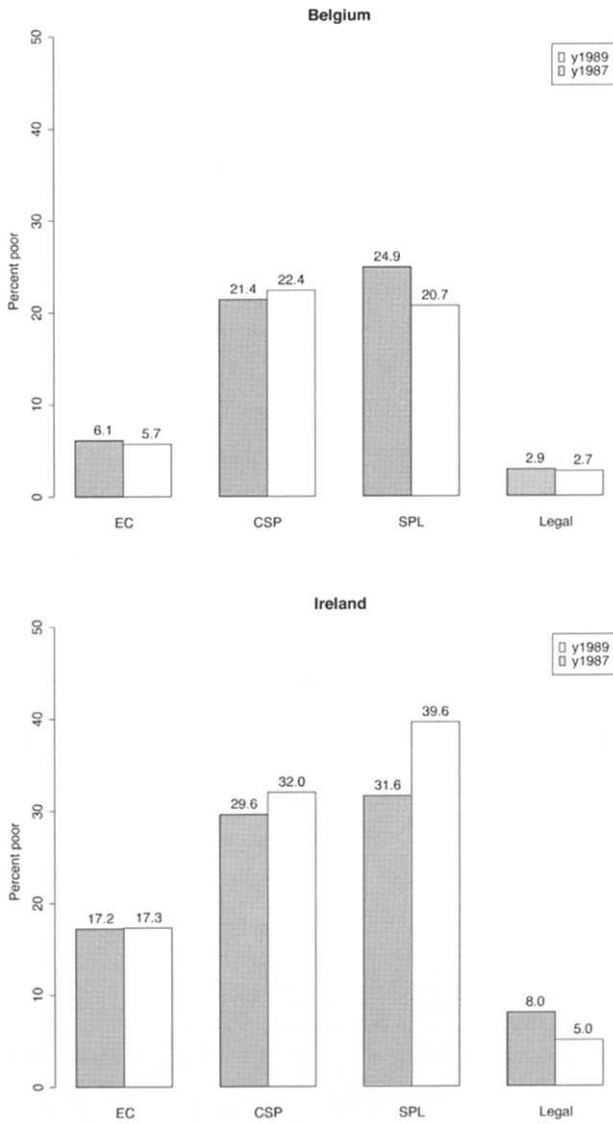 Belgium
50
y1989
y1987
40
Percent poor
30
20
10
0
6.1 5.7
21.4 22.4
24.9 20.7
2.9 2.7
EC CSP SPL Legal
Ireland
50
y1989
y1987
40
Percent poor
30
20
10
0
17.2 17.3
29.6 32.0
31.6 39.6
8.0 5.0
EC CSP SPL Legal